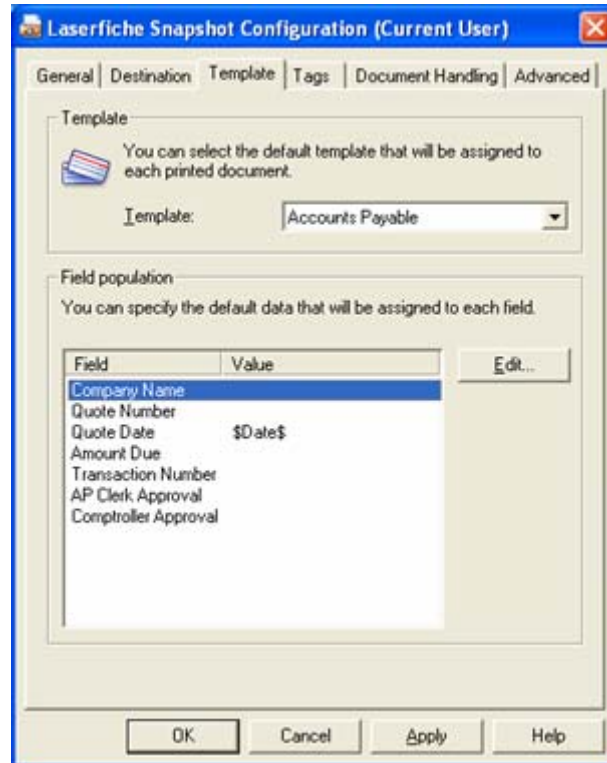 Laserfiche Snapshot Configuration (Current User)
General Destination Template Tags Document Handling Advanced
Template
You can select the default template that will be assigned to
each printed document.
Template: Accounts Payable
Field population
You can specify the default data that will be assigned to each field.
Field Value
Edit...
Company Name
Quote Number
Quote Date $Date$
Amount Due
Transaction Number
AP Clerk Approval
Comptroller Approval
OK Cancel Apply Help